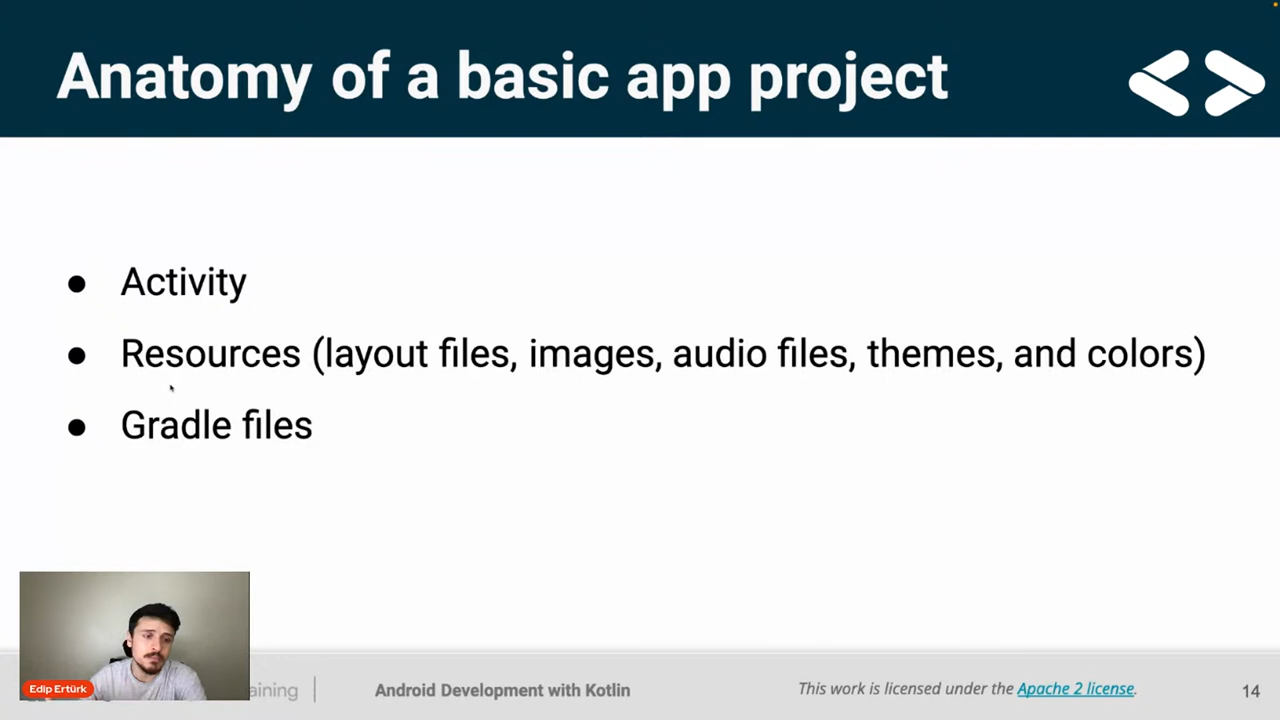 Anatomy of a basic app project
● Activity
● Resources (layout files, images, audio files, themes, and colors)
● Gradle files
Edip Ertürk
Android Development with Kotlin
This work is licensed under the Apache 2 license.
14